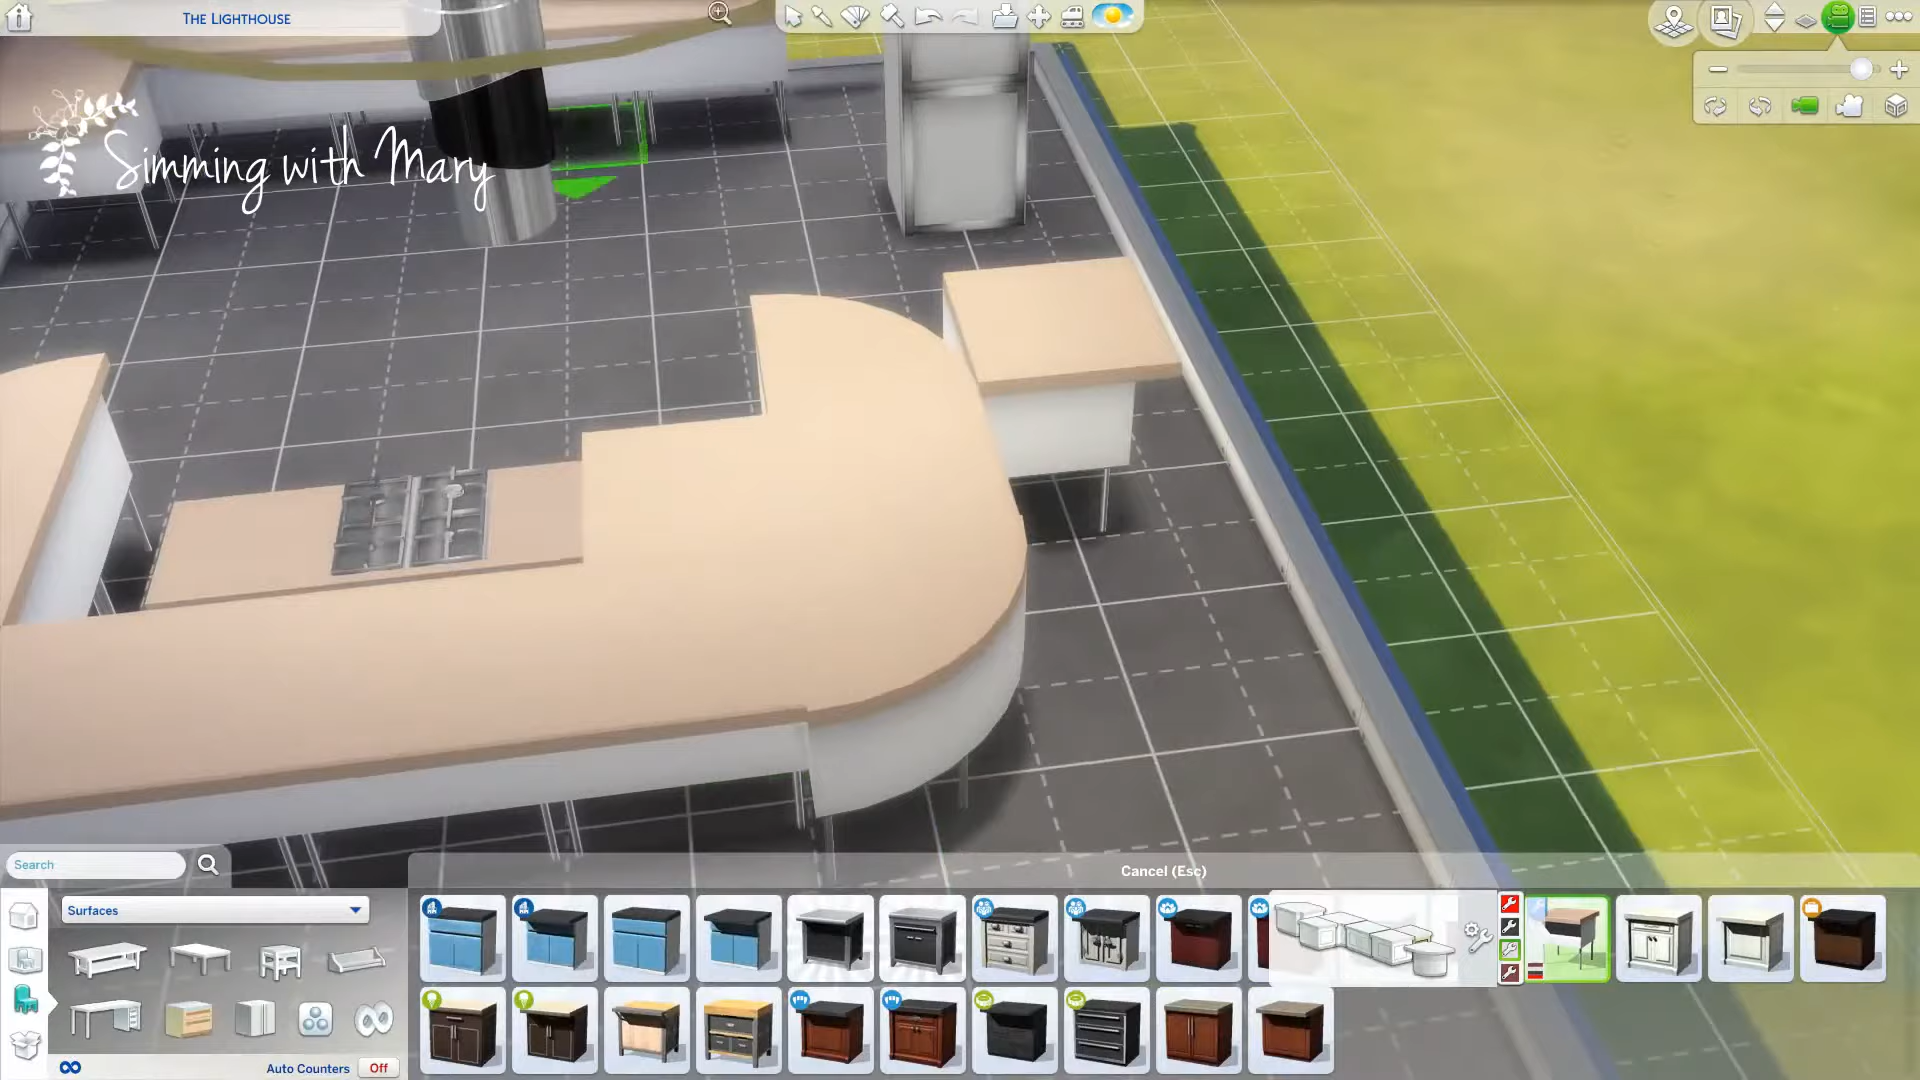 The Lighthouse
Simming with Mary
Cancel (Esc)
Search
Surfaces
Auto Counters Off